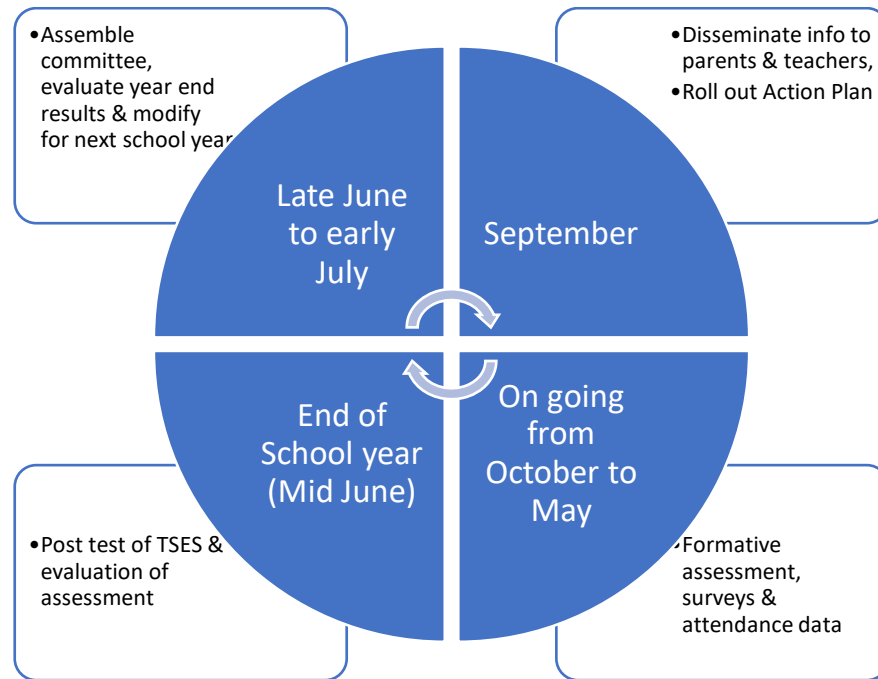 •Assemble
committee,
evaluate year end
results & modify
for next school year
•Disseminate info to
parents & teachers,
•Roll out Action Plan
Late June
to early
July
September
End of
School year
(Mid June)
On going
from
October to
May
•Post test of TSES &
evaluation of
assessment
•Formative
assessment,
surveys &
attendance data